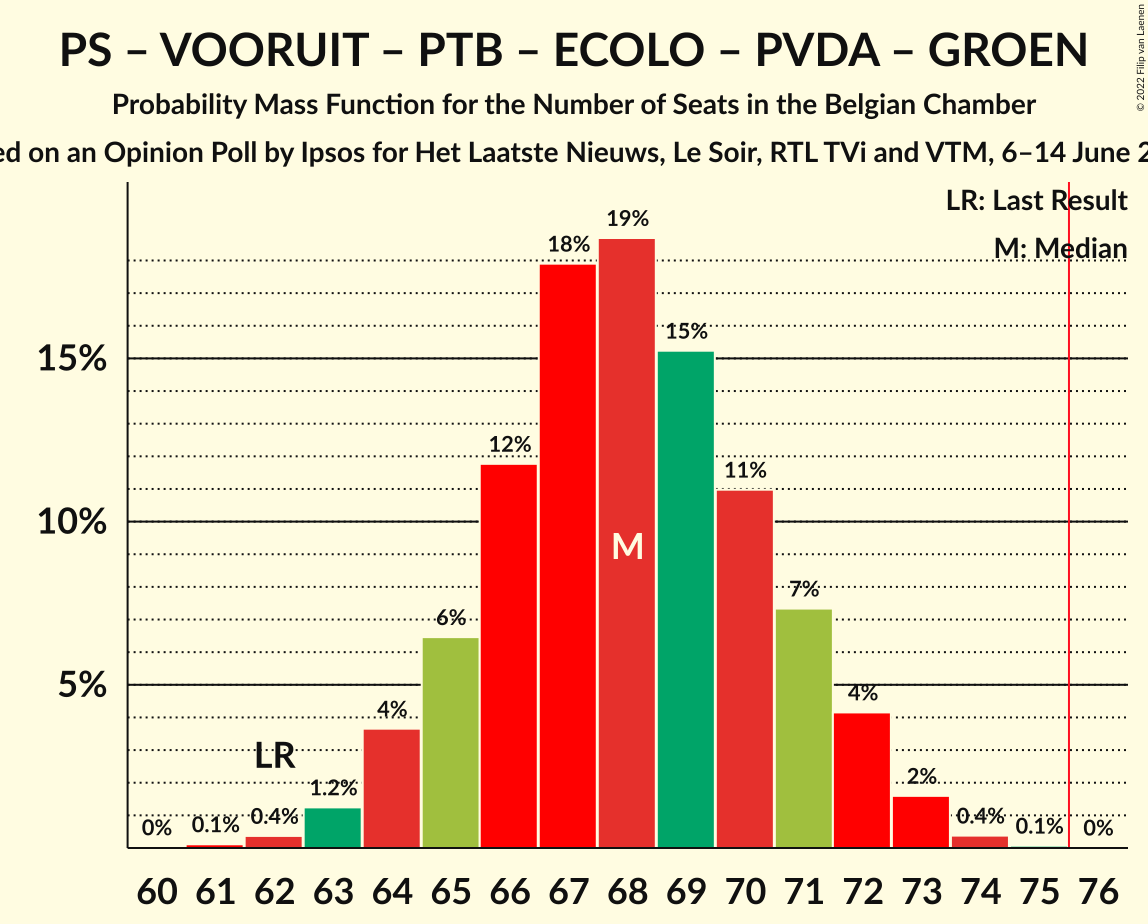 PS – VOORUIT – PTB – ECOLO – PVDA – GROEN
Probability Mass Function for the Number of Seats in the Belgian Chamber
ed on an Opinion Poll by Ipsos for Het Laatste Nieuws, Le Soir, RTL TVi and VTM, 6–14 June 2
© 2022 Filip van Laenen
LR: Last Result
M: Median
15%
10%
5%
0%
0.1%
0.4%
1.2%
4%
6%
12%
18%
19%
15%
11%
7%
4%
2%
0.4%
0.1%
0%
LR
M
60 61 62 63 64 65 66 67 68 69 70 71 72 73 74 75 76